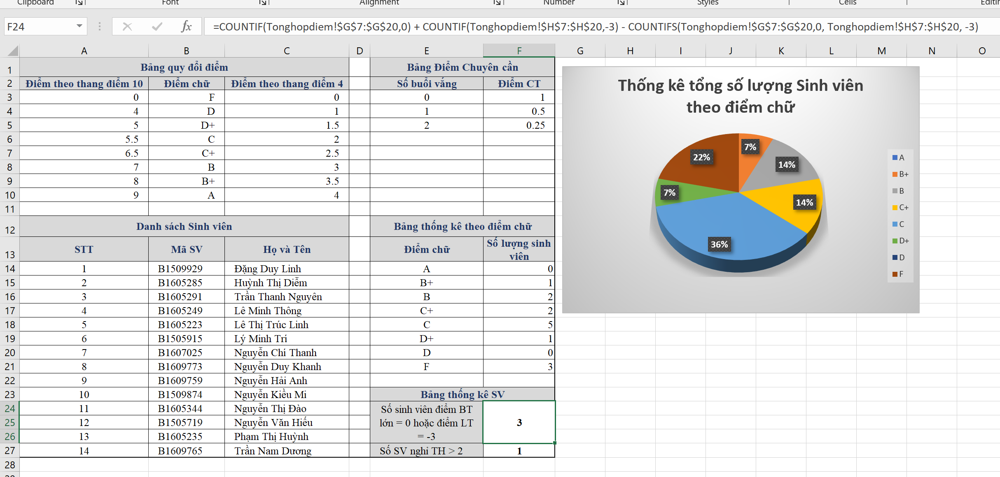 Clipboard Font Alignment Number Styles Cells
F24 fx =COUNTIF(Tonghopdiem!$G$7:$G$20,0) + COUNTIF(Tonghopdiem!$H$7:$H$20,-3) - COUNTIFS(Tonghopdiem!$G$7:$G$20,0, Tonghopdiem!$H$7:$H$20, -3)
A B C D E F G H I J K L M N O
1 Bảng quy đổi điểm Bảng Điểm Chuyên cần
2 Điểm theo thang điểm 10 Điểm chữ Điểm theo thang điểm 4 Số buổi vắng Điểm CT
3 0 F 0 0 1
4 4 D 1 1 0.5
5 5 D+ 1.5 2 0.25
6 5.5 C 2
7 6.5 C+ 2.5
8 7 B 3
9 8 B+ 3.5
10 9 A 4
11
12 Danh sách Sinh viên Bảng thống kê theo điểm chữ
13 STT Mã SV Họ và Tên Điểm chữ Số lượng sinh viên
14 1 B1509929 Đặng Duy Linh A 0
15 2 B1605285 Huỳnh Thị Diễm B+ 1
16 3 B1605291 Trần Thanh Nguyên B 2
17 4 B1605249 Lê Minh Thông C+ 2
18 5 B1605223 Lê Thị Trúc Linh C 5
19 6 B1505915 Lý Minh Trí D+ 1
20 7 B1607025 Nguyễn Chí Thanh D 0
21 8 B1609773 Nguyễn Duy Khanh F 3
22 9 B1609759 Nguyễn Hải Anh
23 10 B1509874 Nguyễn Kiều Mi Bảng thống kê SV
24 11 B1605344 Nguyễn Thị Đào Số sinh viên điểm BT
25 12 B1505719 Nguyễn Văn Hiếu lớn = 0 hoặc điểm LT 3
26 13 B1605235 Phạm Thị Huỳnh = -3
27 14 B1609765 Trần Nam Dương Số SV nghỉ TH > 2 1
28
Thống kê tổng số lượng Sinh viên
theo điểm chữ
7%
22%
14%
7%
14%
36%
A
B+
B
C+
C
D+
D
F